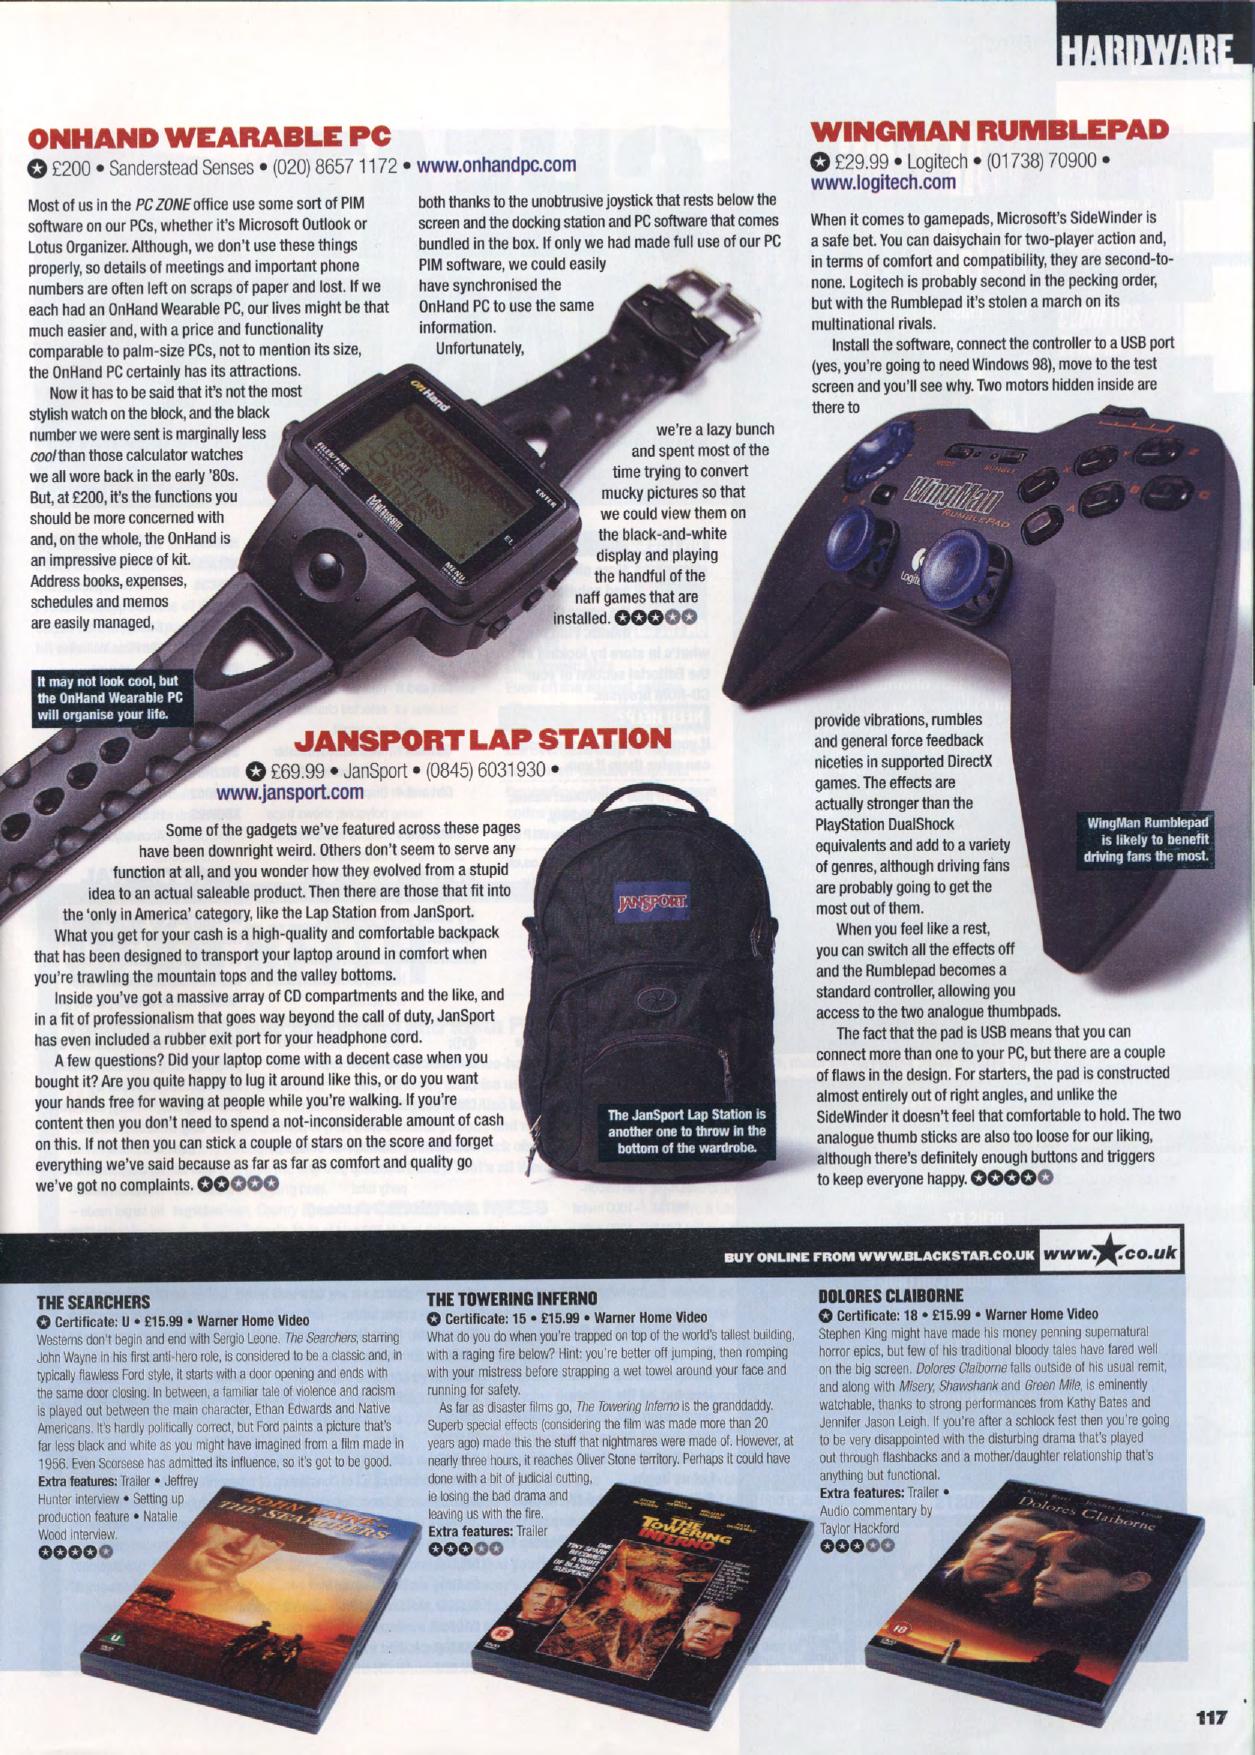 HARDWARE
ONHAND WEARABLE PC
£200 • Sanderstead Senses • (020) 8657 1172 • www.onhandpc.com
Most of us in the PC ZONE office use some sort of PIM
software on our PCs, whether it's Microsoft Outlook or
Lotus Organizer. Although, we don't use these things
properly, so details of meetings and important phone
numbers are often left on scraps of paper and lost. If we
each had an OnHand Wearable PC, our lives might be that
much easier and, with a price and functionality
comparable to palm-size PCs, not to mention its size,
the OnHand PC certainly has its attractions.
Now it has to be said that it's not the most
stylish watch on the block, and the black
number we were sent is marginally less
cool than those calculator watches
we all wore back in the early '80s.
But, at £200, it's the functions you
should be more concerned with
and, on the whole, the OnHand is
an impressive piece of kit.
Address books, expenses,
schedules and memos
are easily managed,
both thanks to the unobtrusive joystick that rests below the
screen and the docking station and PC software that comes
bundled in the box. If only we had made full use of our PC
PIM software, we could easily
have synchronised the
OnHand PC to use the same
information.
Unfortunately,
we're a lazy bunch
and spent most of the
time trying to convert
mucky pictures so that
we could view them on
the black-and-white
display and playing
the handful of the
naff games that are
installed.
onHand
FILER/TIME
ENTER
Matsucom
EL
MENU
It may not look cool, but
the OnHand Wearable PC
will organise your life.
JANSPORT LAP STATION
£69.99 • JanSport • (0845) 6031930 •
www.jansport.com
Some of the gadgets we've featured across these pages
have been downright weird. Others don't seem to serve any
function at all, and you wonder how they evolved from a stupid
idea to an actual saleable product. Then there are those that fit into
the 'only in America' category, like the Lap Station from JanSport.
What you get for your cash is a high-quality and comfortable backpack
that has been designed to transport your laptop around in comfort when
you're trawling the mountain tops and the valley bottoms.
Inside you've got a massive array of CD compartments and the like, and
in a fit of professionalism that goes way beyond the call of duty, JanSport
has even included a rubber exit port for your headphone cord.
A few questions? Did your laptop come with a decent case when you
bought it? Are you quite happy to lug it around like this, or do you want
your hands free for waving at people while you're walking. If you're
content then you don't need to spend a not-inconsiderable amount of cash
on this. If not then you can stick a couple of stars on the score and forget
everything we've said because as far as far as comfort and quality go
we've got no complaints.
JANSPORT
The JanSport Lap Station is
another one to throw in the
bottom of the wardrobe.
WINGMAN RUMBLEPAD
£29.99 • Logitech • (01738) 70900 •
www.logitech.com
When it comes to gamepads, Microsoft's SideWinder is
a safe bet. You can daisychain for two-player action and,
in terms of comfort and compatibility, they are second-to-
none. Logitech is probably second in the pecking order,
but with the Rumblepad it's stolen a march on its
multinational rivals.
Install the software, connect the controller to a USB port
(yes, you're going to need Windows 98), move to the test
screen and you'll see why. Two motors hidden inside are
there to
provide vibrations, rumbles
and general force feedback
niceties in supported DirectX
games. The effects are
actually stronger than the
PlayStation DualShock
equivalents and add to a variety
of genres, although driving fans
are probably going to get the
most out of them.
When you feel like a rest,
you can switch all the effects off
and the Rumblepad becomes a
standard controller, allowing you
access to the two analogue thumbpads.
The fact that the pad is USB means that you can
connect more than one to your PC, but there are a couple
of flaws in the design. For starters, the pad is constructed
almost entirely out of right angles, and unlike the
SideWinder it doesn't feel that comfortable to hold. The two
analogue thumb sticks are also too loose for our liking,
although there's definitely enough buttons and triggers
to keep everyone happy.
MODE
RUMBLE
WingMan
RUMBLEPAD
X
Y
Z
A
B
C
WingMan Rumblepad
is likely to benefit
driving fans the most.
BUY ONLINE FROM WWW.BLACKSTAR.CO.UK
www.★.co.uk
THE SEARCHERS
Certificate: U • £15.99 • Warner Home Video
Westerns don't begin and end with Sergio Leone. The Searchers, starring
John Wayne in his first anti-hero role, is considered to be a classic and, in
typically flawless Ford style, it starts with a door opening and ends with
the same door closing. In between, a familiar tale of violence and racism
is played out between the main character, Ethan Edwards and Native
Americans. It's hardly politically correct, but Ford paints a picture that's
far less black and white as you might have imagined from a film made in
1956. Even Scorsese has admitted its influence, so it's got to be good.
Extra features: Trailer • Jeffrey
Hunter interview • Setting up
production feature • Natalie
Wood interview.
JOHN WAYNE
THE SEARCHERS
U
THE TOWERING INFERNO
Certificate: 15 • £15.99 • Warner Home Video
What do you do when you're trapped on top of the world's tallest building,
with a raging fire below? Hint: you're better off jumping, then romping
with your mistress before strapping a wet towel around your face and
running for safety.
As far as disaster films go, The Towering Inferno is the granddaddy.
Superb special effects (considering the film was made more than 20
years ago) made this the stuff that nightmares were made of. However, at
nearly three hours, it reaches Oliver Stone territory. Perhaps it could have
done with a bit of judicial cutting,
ie losing the bad drama and
leaving us with the fire.
Extra features: Trailer
THE
TOWERING
INFERNO
ONE
TINY SPARK
BECOMES
A NIGHT
OF BLAZING
SUSPENSE
15
DOLORES CLAIBORNE
Certificate: 18 • £15.99 • Warner Home Video
Stephen King might have made his money penning supernatural
horror epics, but few of his traditional bloody tales have fared well
on the big screen. Dolores Claiborne falls outside of his usual remit,
and along with Misery, Shawshank and Green Mile, is eminently
watchable, thanks to strong performances from Kathy Bates and
Jennifer Jason Leigh. If you're after a schlock fest then you're going
to be very disappointed with the disturbing drama that's played
out through flashbacks and a mother/daughter relationship that's
anything but functional.
Extra features: Trailer •
Audio commentary by
Taylor Hackford
Dolores Claiborne
18
117